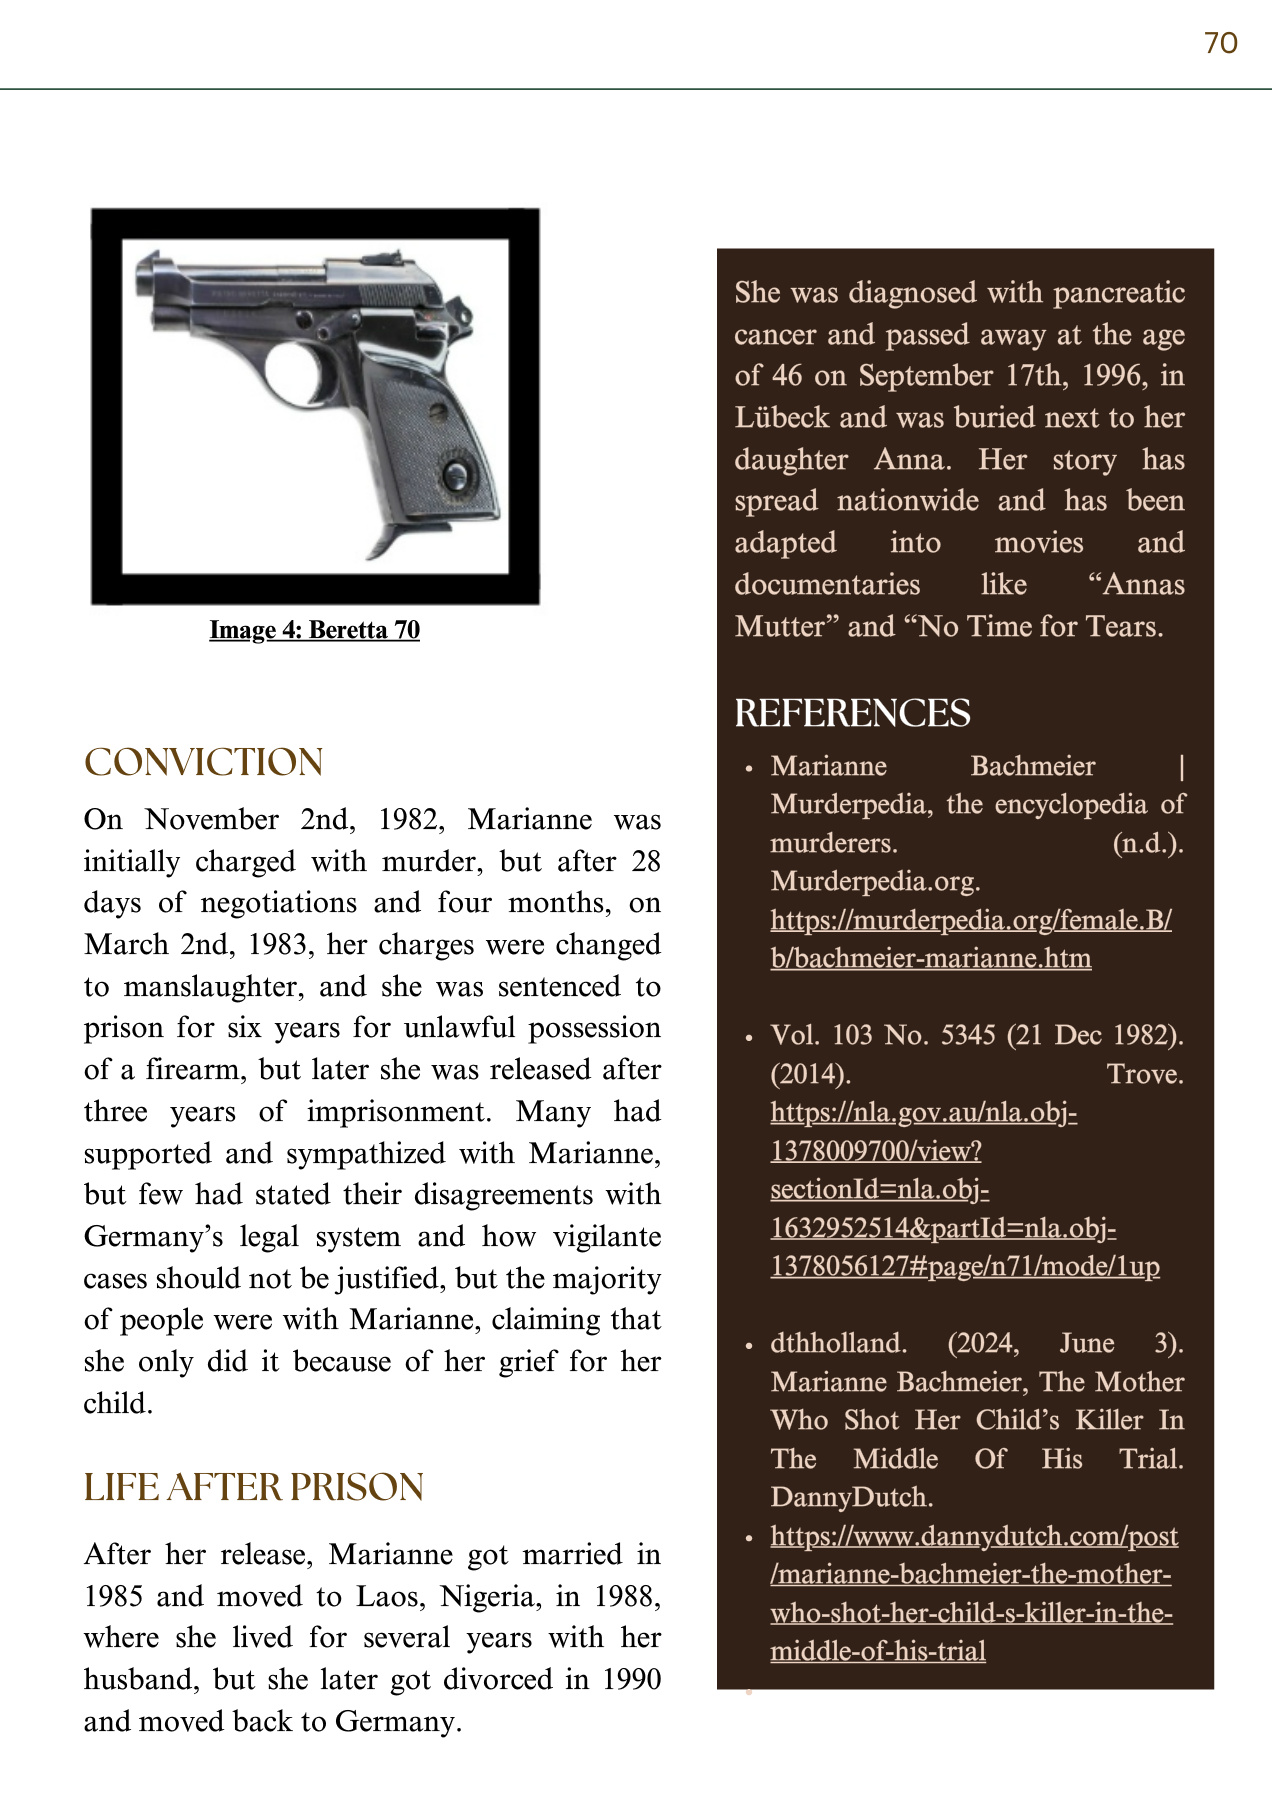 70
Image 4: Beretta 70
CONVICTION
On November 2nd, 1982, Marianne was
initially charged with murder, but after 28
days of negotiations and four months, on
March 2nd, 1983, her charges were changed
to manslaughter, and she was sentenced to
prison for six years for unlawful possession
of a firearm, but later she was released after
three years of imprisonment. Many had
supported and sympathized with Marianne,
but few had stated their disagreements with
Germany’s legal system and how vigilante
cases should not be justified, but the majority
of people were with Marianne, claiming that
she only did it because of her grief for her
child.
LIFE AFTER PRISON
After her release, Marianne got married in
1985 and moved to Laos, Nigeria, in 1988,
where she lived for several years with her
husband, but she later got divorced in 1990
and moved back to Germany.
She was diagnosed with pancreatic
cancer and passed away at the age
of 46 on September 17th, 1996, in
Lübeck and was buried next to her
daughter Anna. Her story has
spread nationwide and has been
adapted into movies and
documentaries like “Annas
Mutter” and “No Time for Tears.
REFERENCES
• Marianne Bachmeier |
Murderpedia, the encyclopedia of
murderers. (n.d.).
Murderpedia.org.
https://murderpedia.org/female.B/
b/bachmeier-marianne.htm
• Vol. 103 No. 5345 (21 Dec 1982).
(2014). Trove.
https://nla.gov.au/nla.obj-
1378009700/view?
sectionId=nla.obj-
1632952514&partId=nla.obj-
1378056127#page/n71/mode/1up
• dthholland. (2024, June 3).
Marianne Bachmeier, The Mother
Who Shot Her Child’s Killer In
The Middle Of His Trial.
DannyDutch.
• https://www.dannydutch.com/post
/marianne-bachmeier-the-mother-
who-shot-her-child-s-killer-in-the-
middle-of-his-trial